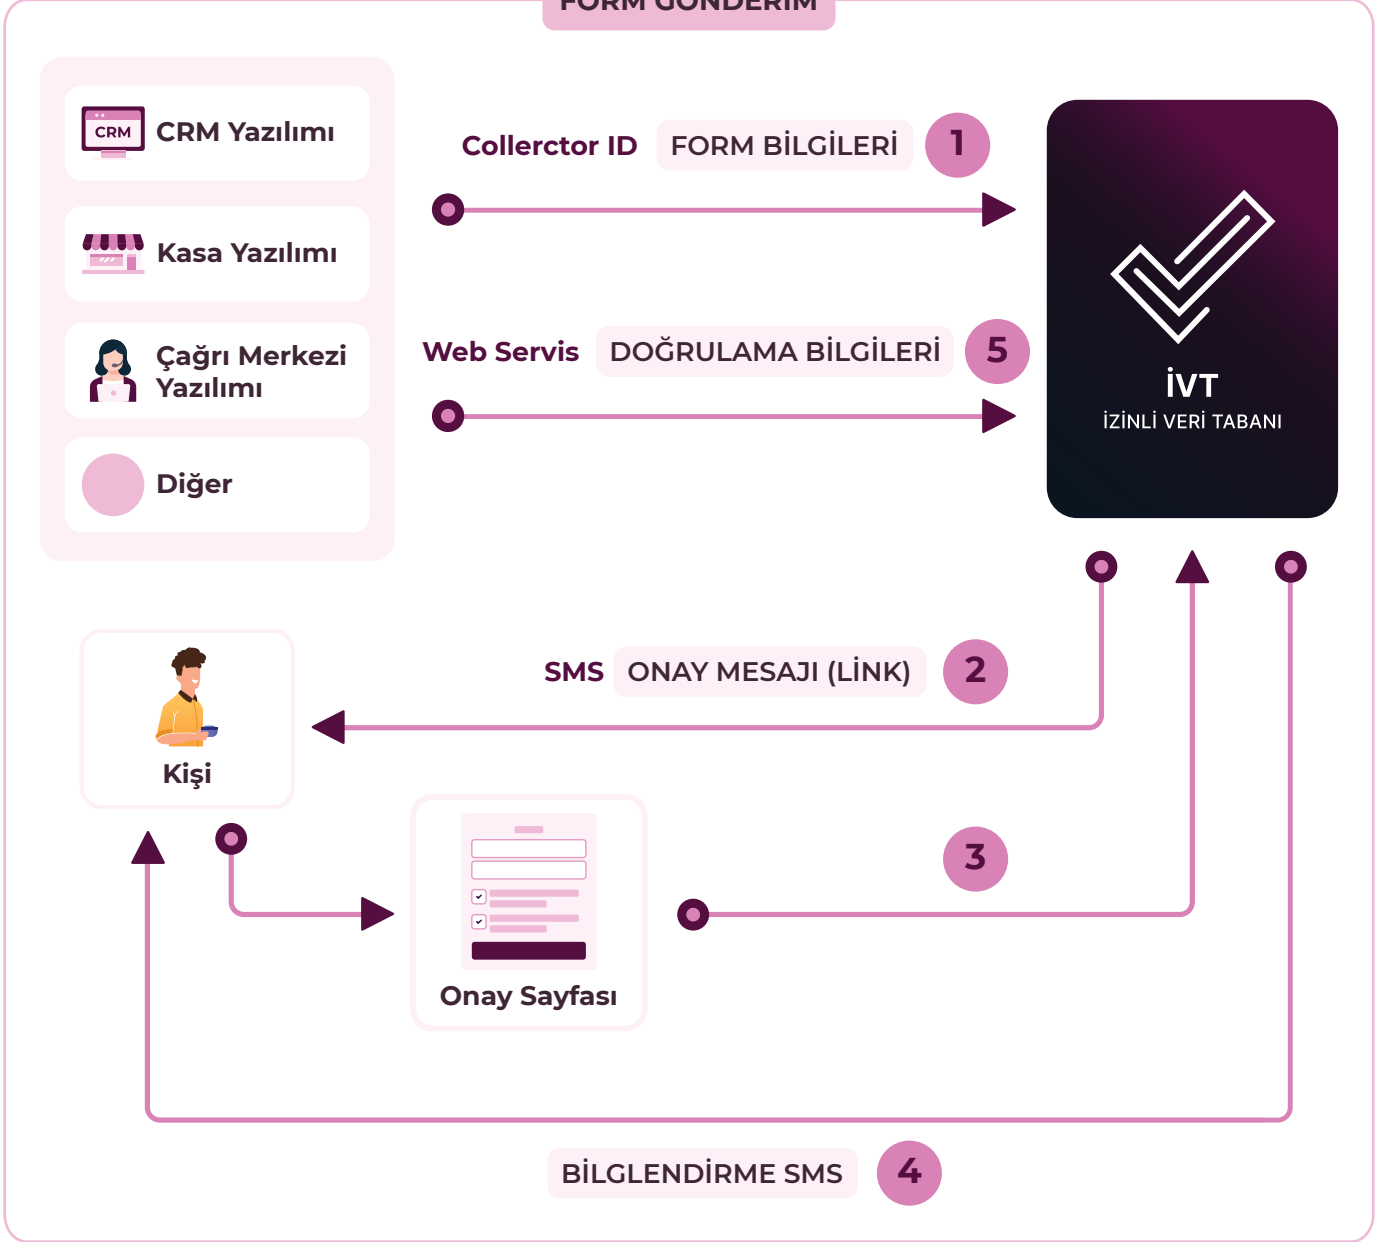 FORM GÖNDERİM
CRM
CRM Yazılımı
Kasa Yazılımı
Çağrı Merkezi
Yazılımı
Diğer
Collerctor ID FORM BİLGİLERİ 1
Web Servis DOĞRULAMA BİLGİLERİ 5
İVT
İZİNLİ VERİ TABANI
SMS ONAY MESAJI (LİNK) 2
Kişi
3
Onay Sayfası
BİLGLENDİRME SMS 4